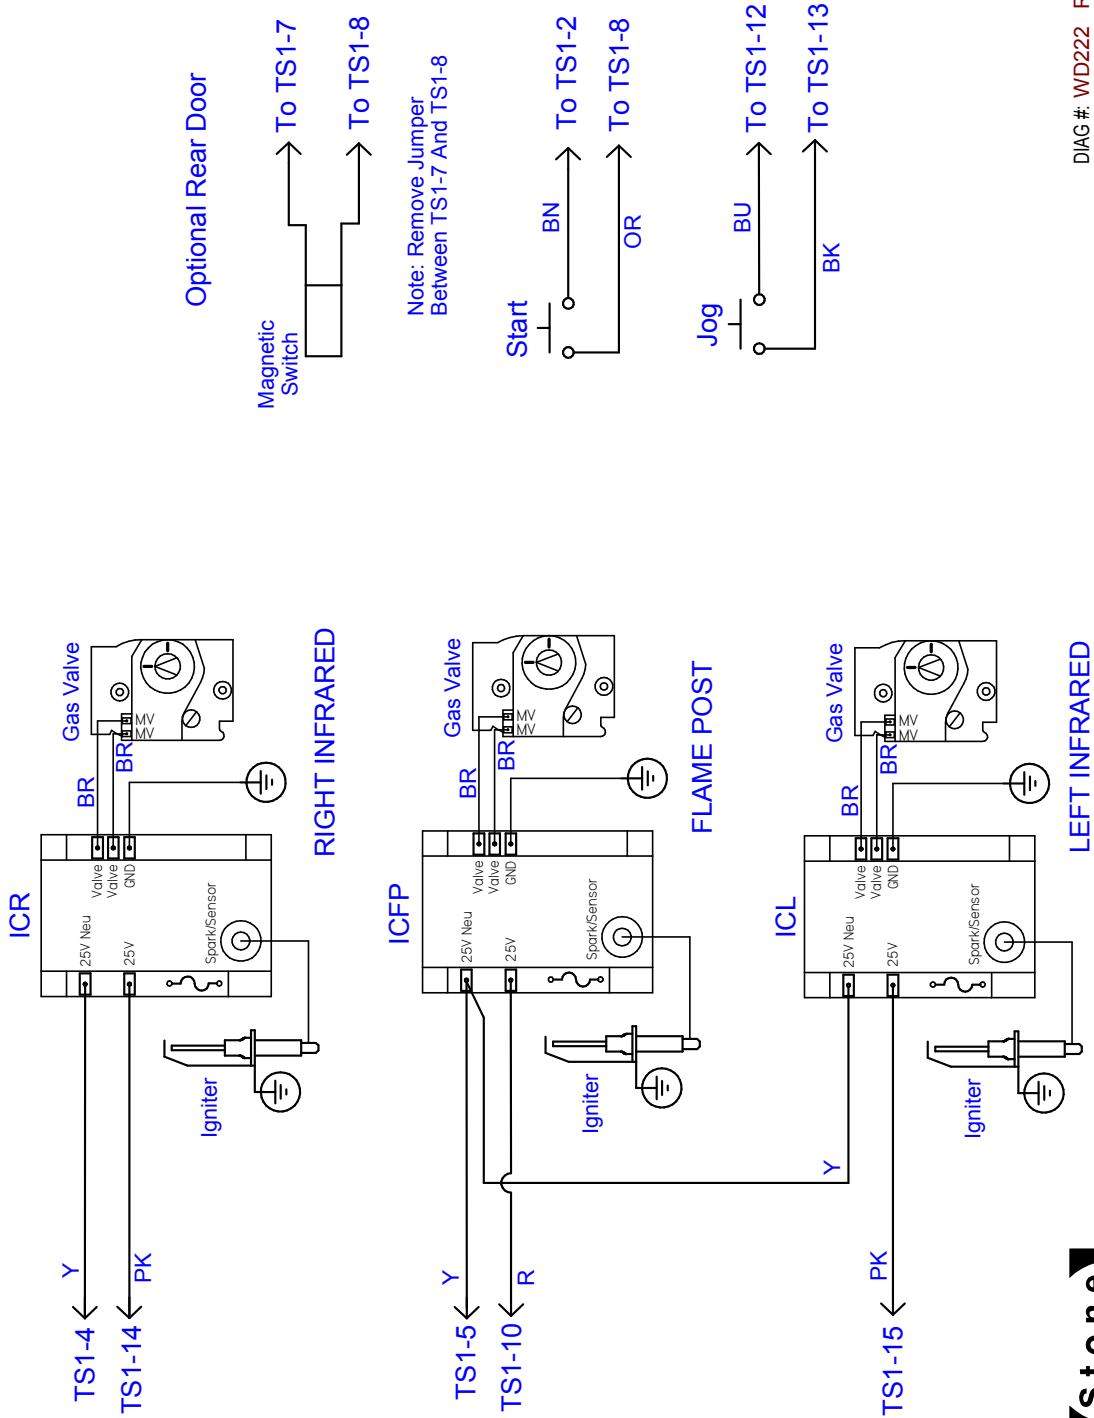 Optional Rear Door
Magnetic
Switch
To TS1-7
To TS1-8
Note: Remove Jumper
Between TS1-7 And TS1-8
Start
BN
To TS1-2
OR
To TS1-8
Jog
BU
To TS1-12
BK
To TS1-13
DIAG #: WD222
ICR
25V Neu
25V
Valve
Valve
GND
Spark/Sensor
Y
TS1-4
PK
TS1-14
Igniter
BR
BR
Gas Valve
MV
MV
RIGHT INFRARED
ICFP
25V Neu
25V
Valve
Valve
GND
Spark/Sensor
Y
TS1-5
R
TS1-10
Igniter
BR
BR
Gas Valve
MV
MV
FLAME POST
ICL
25V Neu
25V
Valve
Valve
GND
Spark/Sensor
Y
PK
TS1-15
Igniter
BR
BR
Gas Valve
MV
MV
LEFT INFRARED
stone